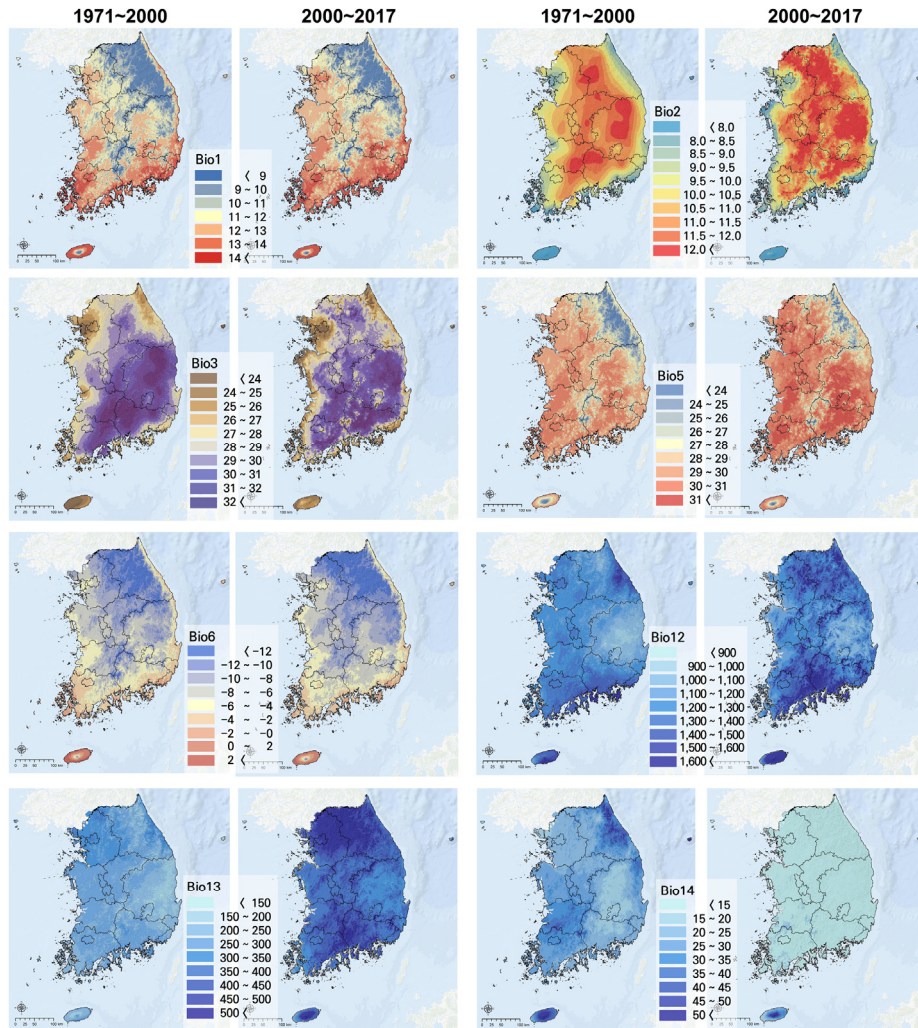 1971~2000
2000~2017
1971~2000
2000~2017
Bio1
< 9
9 ~ 10
10 ~ 11
11 ~ 12
12 ~ 13
13 ~ 14
14 <
Bio2
< 8.0
8.0 ~ 8.5
8.5 ~ 9.0
9.0 ~ 9.5
9.5 ~ 10.0
10.0 ~ 10.5
10.5 ~ 11.0
11.0 ~ 11.5
11.5 ~ 12.0
12.0 <
Bio3
< 24
24 ~ 25
25 ~ 26
26 ~ 27
27 ~ 28
28 ~ 29
29 ~ 30
30 ~ 31
31 ~ 32
32 <
Bio5
< 24
24 ~ 25
25 ~ 26
26 ~ 27
27 ~ 28
28 ~ 29
29 ~ 30
30 ~ 31
31 <
Bio6
< -12
-12 ~ -10
-10 ~ -8
-8 ~ -6
-6 ~ -4
-4 ~ -2
-2 ~ -0
0 ~ 2
2 <
Bio12
< 900
900 ~ 1,000
1,000 ~ 1,100
1,100 ~ 1,200
1,200 ~ 1,300
1,300 ~ 1,400
1,400 ~ 1,500
1,500 ~ 1,600
1,600 <
Bio13
< 150
150 ~ 200
200 ~ 250
250 ~ 300
300 ~ 350
350 ~ 400
400 ~ 450
450 ~ 500
500 <
Bio14
< 15
15 ~ 20
20 ~ 25
25 ~ 30
30 ~ 35
35 ~ 40
40 ~ 45
45 ~ 50
50 <